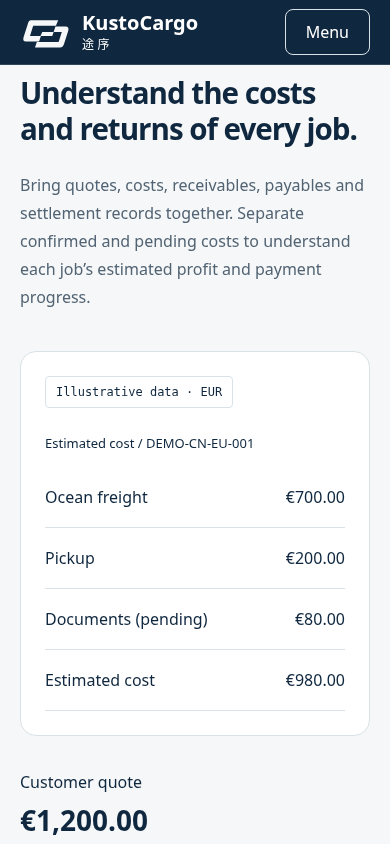 KustoCargo
途序
Menu
Understand the costs
and returns of every job.
Bring quotes, costs, receivables, payables and
settlement records together. Separate
confirmed and pending costs to understand
each job’s estimated profit and payment
progress.
Illustrative data · EUR
Estimated cost / DEMO-CN-EU-001
Ocean freight €700.00
Pickup €200.00
Documents (pending) €80.00
Estimated cost €980.00
Customer quote
€1,200.00